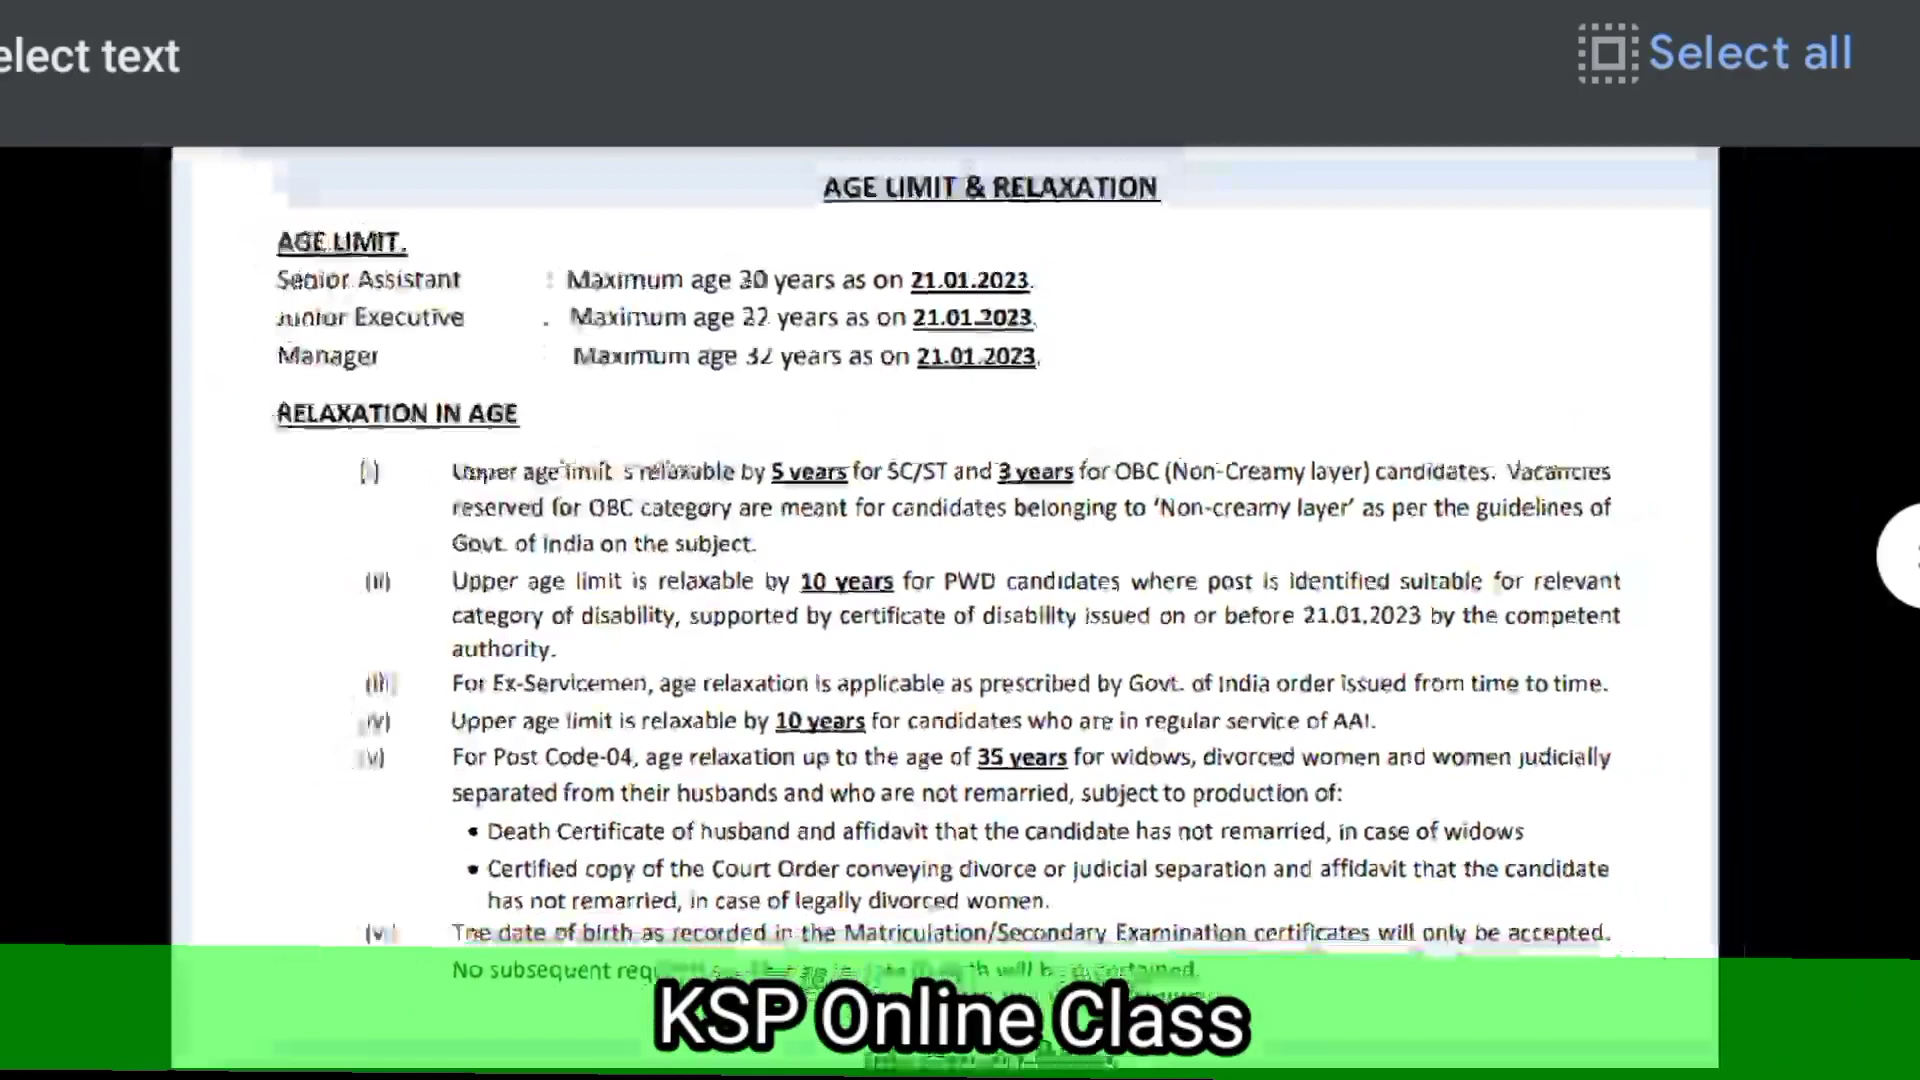 elect text
Select all
AGE LIMIT & RELAXATION
AGE LIMIT.
Senior Assistant : Maximum age 30 years as on 21.01.2023.
Junior Executive . Maximum age years as on 21.01.2023.
Manager Maximum age 32 years as on 21.01.2023.
RELAXATION IN AGE
(i) Upper age limit is relaxable by 5 years for SC/ST and 3 years for OBC (Non-Creamy layer) candidates. Vacancies
reserved for OBC category are meant for candidates belonging to ‘Non-creamy layer’ as per the guidelines of
Govt. of India on the subject.
(ii) Upper age limit is relaxable by 10 years for PWD candidates where post is identified suitable for relevant
category of disability, supported by certificate of disability issued on or before 21.01.2023 by the competent
authority.
(iii) For Ex-Servicemen, age relaxation is applicable as prescribed by Govt. of India order issued from time to time.
(iv) Upper age limit is relaxable by 10 years for candidates who are in regular service of AAI.
(v) For Post Code-04, age relaxation up to the age of 35 years for widows, divorced women and women judicially
separated from their husbands and who are not remarried, subject to production of:
• Death Certificate of husband and affidavit that the candidate has not remarried, in case of widows
• Certified copy of the Court Order conveying divorce or judicial separation and affidavit that the candidate
has not remarried, in case of legally divorced women.
The date of birth as recorded in the Matriculation/Secondary Examination certificates will only be accepted.
No subsequent will
KSP Online Class